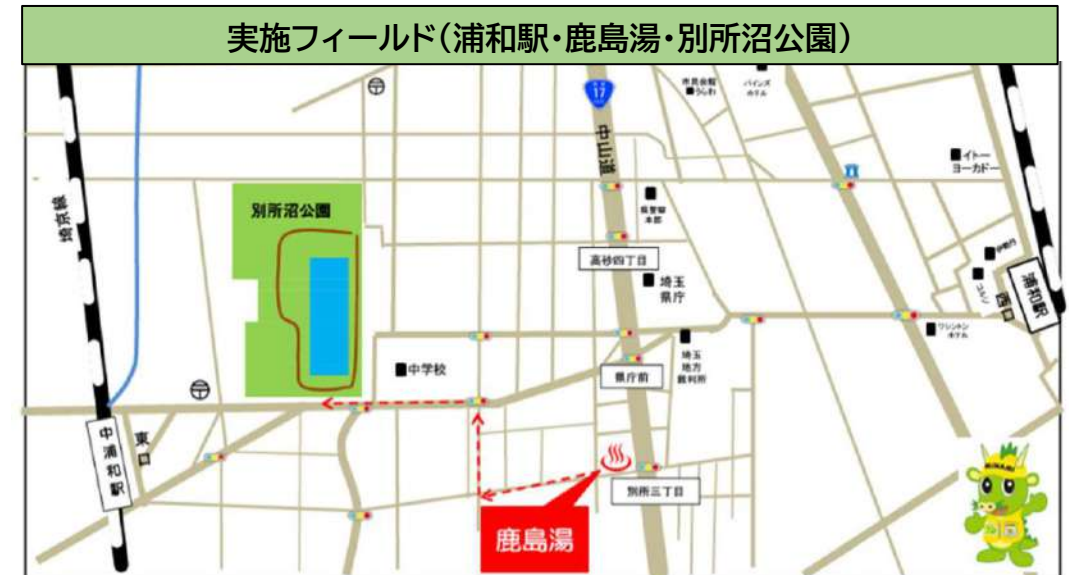 実施フィールド(浦和駅・鹿島湯・別所沼公園)
市民会館
うらわ
パインズ
ホテル
17
中山道
イトー
ヨーカドー
埼京線
別所沼公園
県警察
本部
高砂四丁目
埼玉
県庁
伊勢丹
コルソ
西口
浦和駅
ワシントン
ホテル
中学校
県庁前
埼玉
地方
裁判所
中浦和駅
東口
別所三丁目
鹿島湯